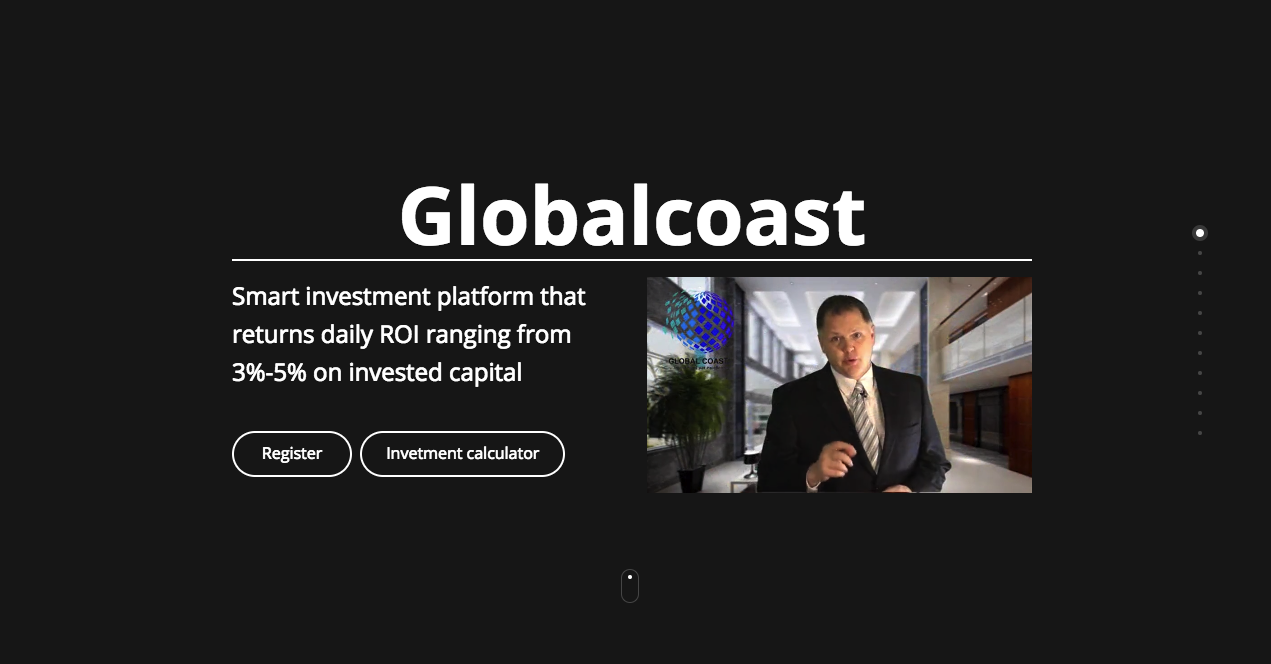 Globalcoast
Smart investment platform that
returns daily ROI ranging from
3%-5% on invested capital
Register
Invetment calculator
GLOBAL COAST